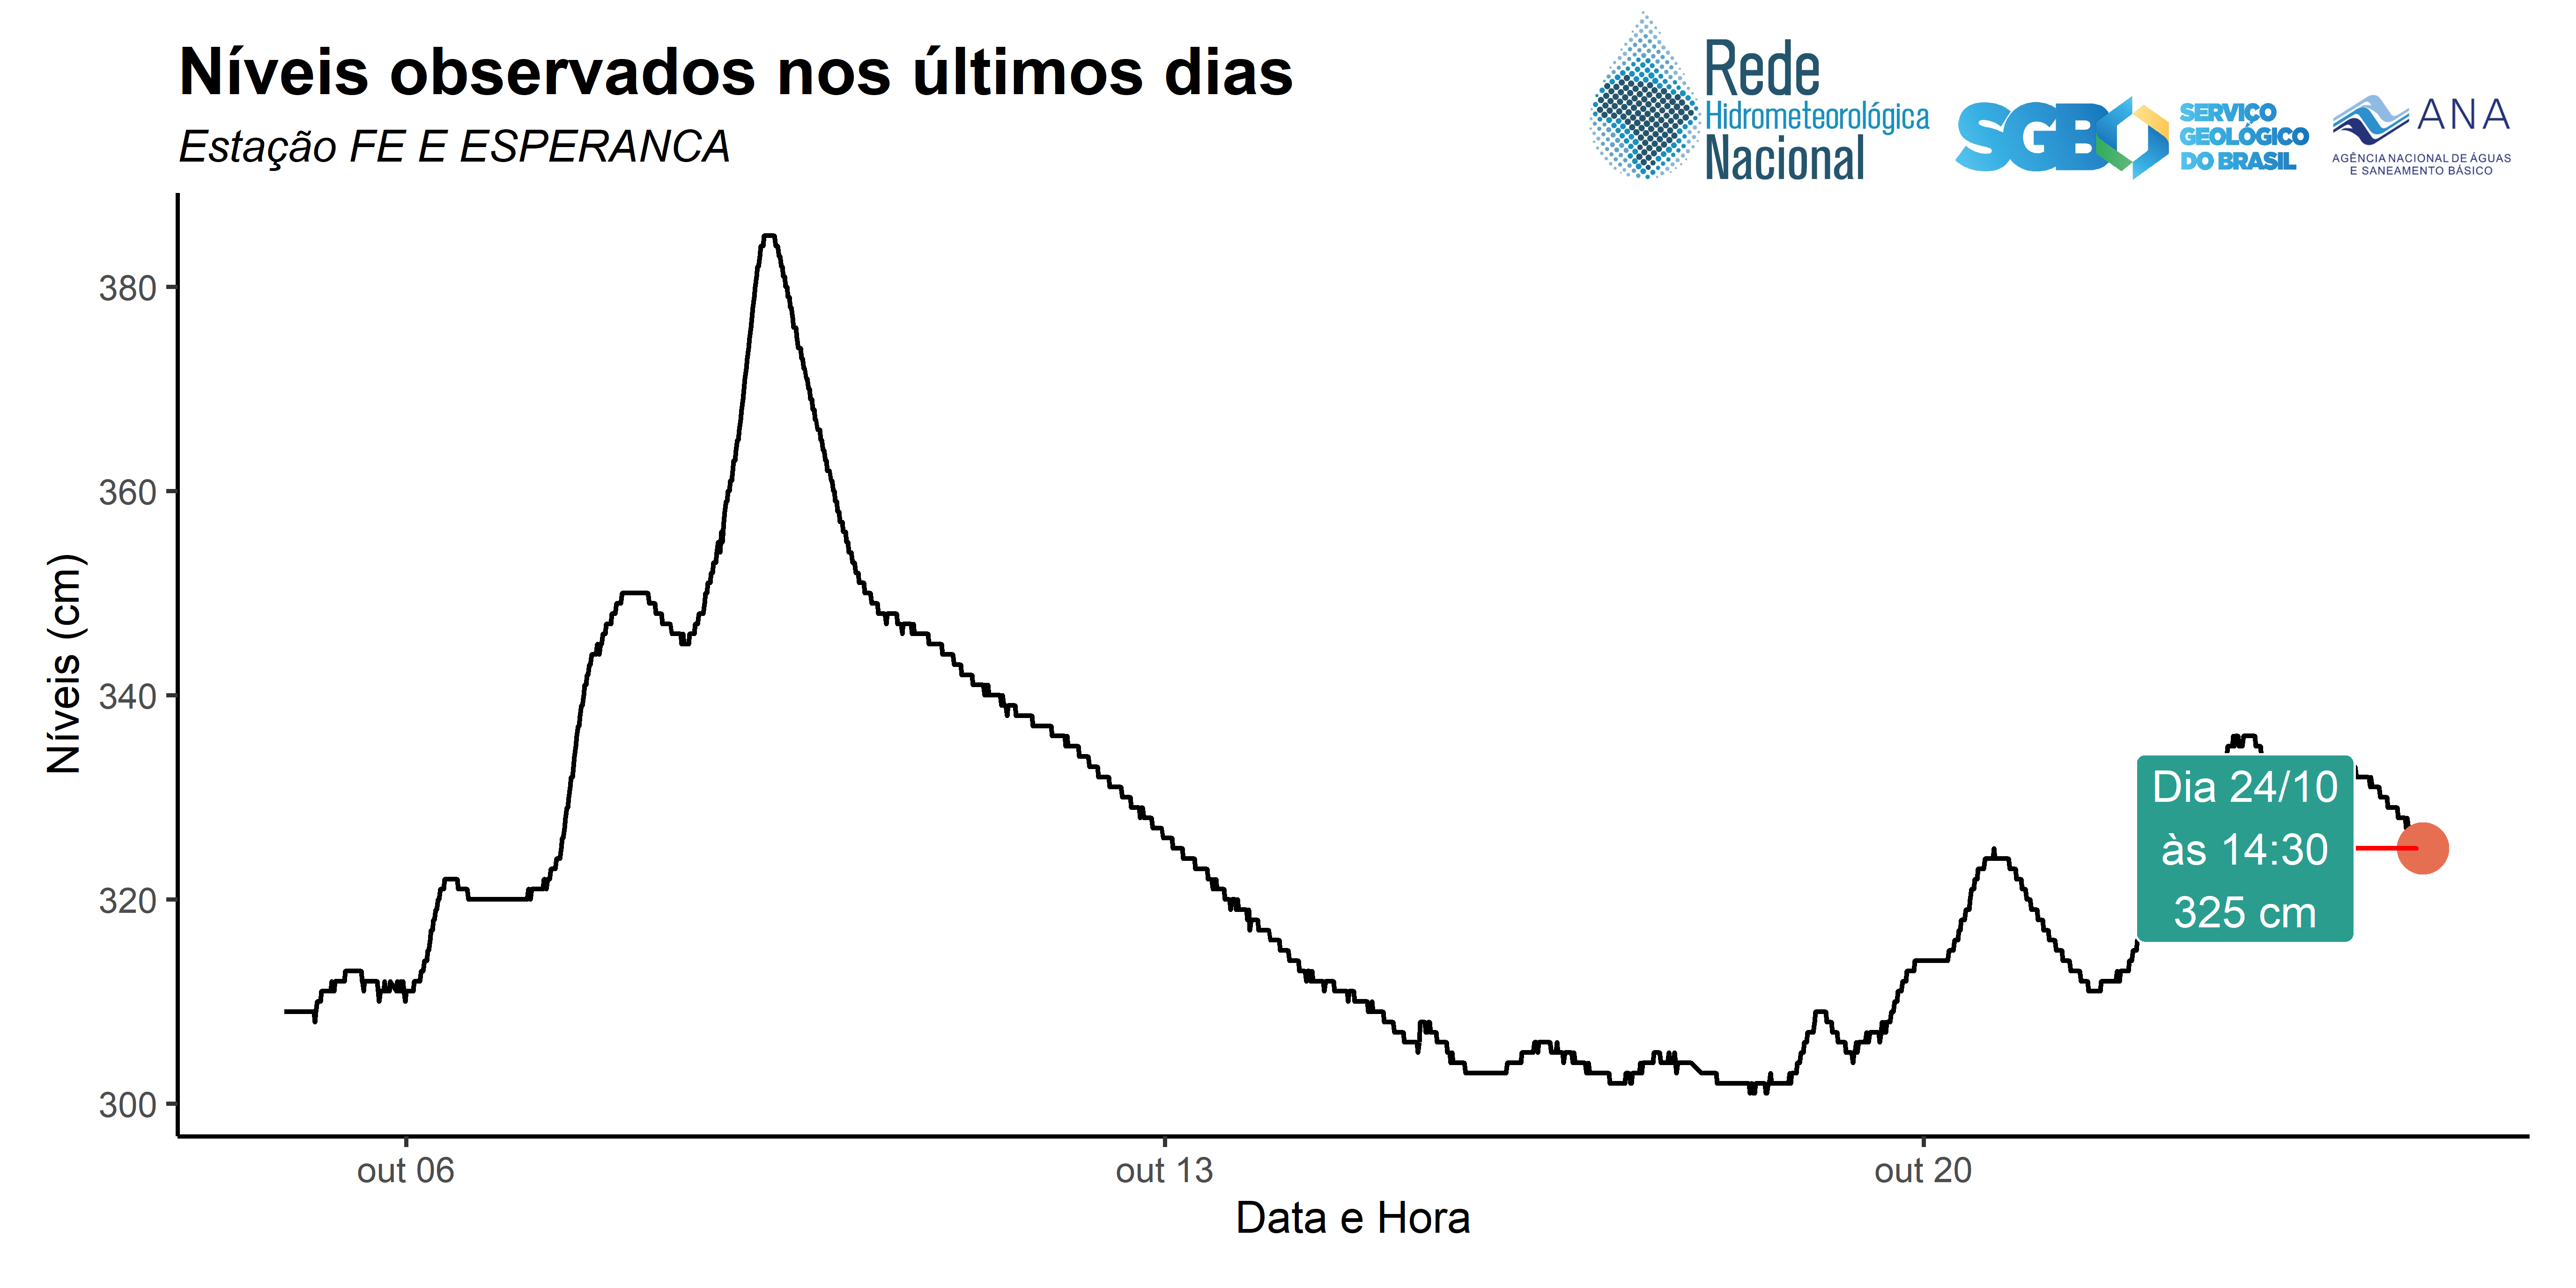 Níveis observados nos últimos dias
Estação FE E ESPERANCA
Rede
Hidrometeorológica
Nacional
SGB
SERVIÇO
GEOLÓGICO
DO BRASIL
ANA
AGÊNCIA NACIONAL DE ÁGUAS
E SANEAMENTO BÁSICO
Níveis (cm)
380
360
340
320
300
Dia 24/10
às 14:30
325 cm
out 06
out 13
out 20
Data e Hora